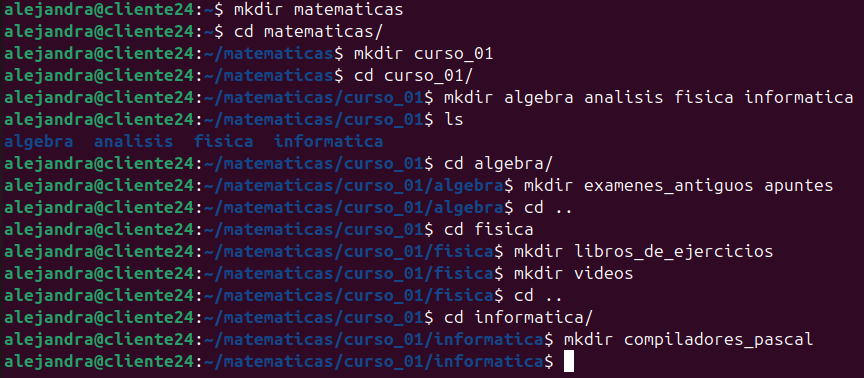 alejandra@cliente24:~$ mkdir matematicas
alejandra@cliente24:~$ cd matematicas/
alejandra@cliente24:~/matematicas$ mkdir curso_01
alejandra@cliente24:~/matematicas$ cd curso_01/
alejandra@cliente24:~/matematicas/curso_01$ mkdir algebra analisis fisica informatica
alejandra@cliente24:~/matematicas/curso_01$ ls
algebra  analisis  fisica  informatica
alejandra@cliente24:~/matematicas/curso_01$ cd algebra/
alejandra@cliente24:~/matematicas/curso_01/algebra$ mkdir examenes_antiguos apuntes
alejandra@cliente24:~/matematicas/curso_01/algebra$ cd ..
alejandra@cliente24:~/matematicas/curso_01$ cd fisica
alejandra@cliente24:~/matematicas/curso_01/fisica$ mkdir libros_de_ejercicios
alejandra@cliente24:~/matematicas/curso_01/fisica$ mkdir videos
alejandra@cliente24:~/matematicas/curso_01/fisica$ cd ..
alejandra@cliente24:~/matematicas/curso_01$ cd informatica/
alejandra@cliente24:~/matematicas/curso_01/informatica$ mkdir compiladores_pascal
alejandra@cliente24:~/matematicas/curso_01/informatica$